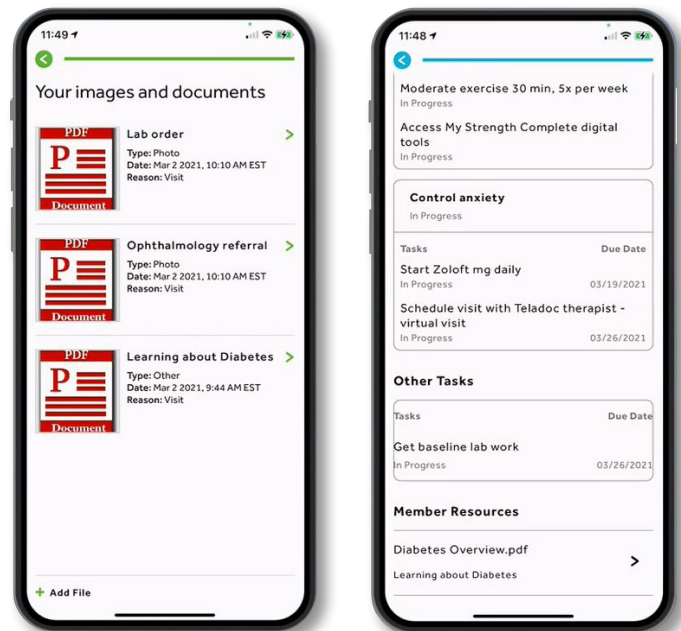 11:49
Your images and documents
PDF
P
Document
Lab order
Type: Photo
Date: Mar 2 2021, 10:10 AM EST
Reason: Visit
PDF
P
Document
Ophthalmology referral
Type: Photo
Date: Mar 2 2021, 10:10 AM EST
Reason: Visit
PDF
P
Document
Learning about Diabetes
Type: Other
Date: Mar 2 2021, 9:44 AM EST
Reason: Visit
+ Add File
11:48
Moderate exercise 30 min, 5x per week
In Progress
Access My Strength Complete digital
tools
In Progress
Control anxiety
In Progress
Tasks Due Date
Start Zoloft mg daily
In Progress 03/19/2021
Schedule visit with Teladoc therapist -
virtual visit
In Progress 03/26/2021
Other Tasks
Tasks Due Date
Get baseline lab work
In Progress 03/26/2021
Member Resources
Diabetes Overview.pdf
Learning about Diabetes